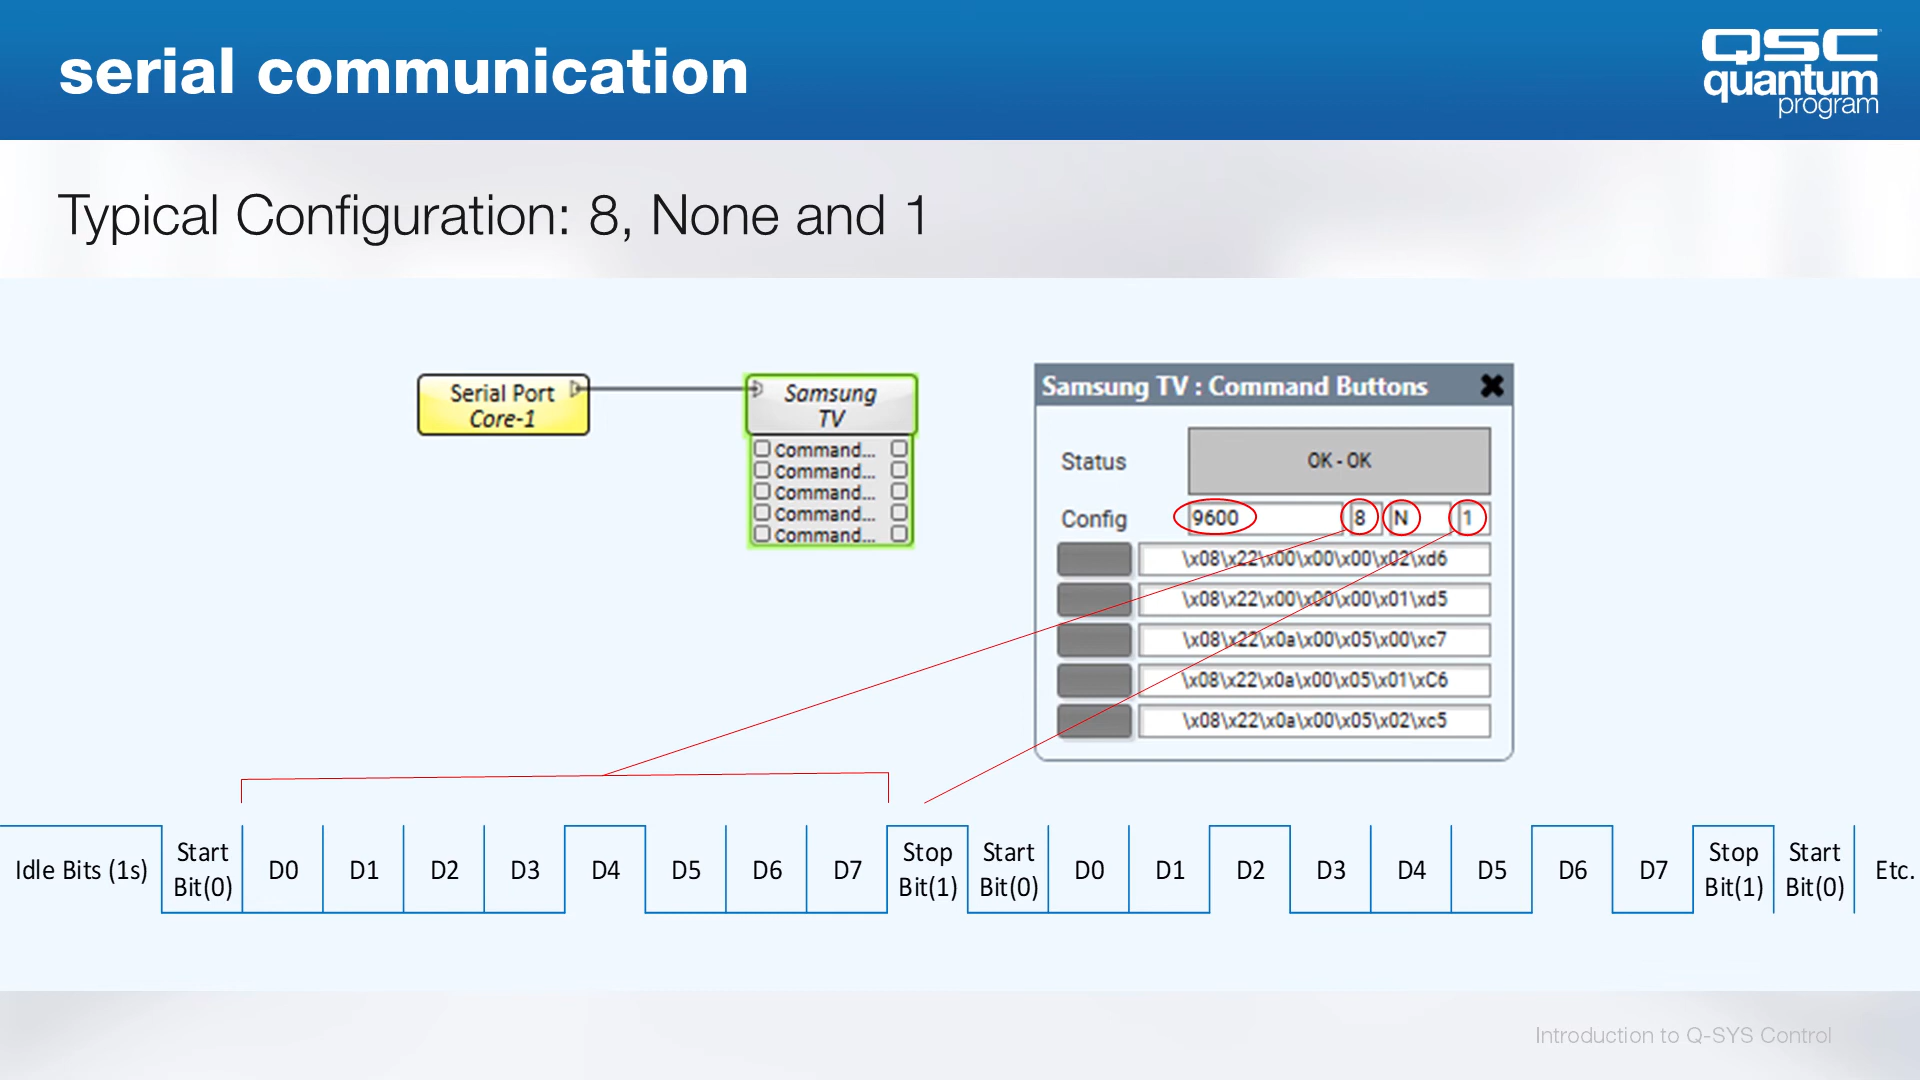 serial communication
QSC
quantum
program
Typical Configuration: 8, None and 1
Serial Port
Core-1
Samsung
TV
Command...
Command...
Command...
Command...
Command...
Samsung TV : Command Buttons
Status
OK - OK
Config
9600
8
N
1
\x08\x22\x00\x00\x00\x02\xd6
\x08\x22\x00\x00\x00\x01\xd5
\x08\x22\x0a\x00\x05\x00\xc7
\x08\x22\x0a\x00\x05\x01\xC6
\x08\x22\x0a\x00\x05\x02\xc5
Idle Bits (1s)
Start
Bit(0)
D0
D1
D2
D3
D4
D5
D6
D7
Stop
Bit(1)
Start
Bit(0)
D0
D1
D2
D3
D4
D5
D6
D7
Stop
Bit(1)
Start
Bit(0)
Etc.
Introduction to Q-SYS Control